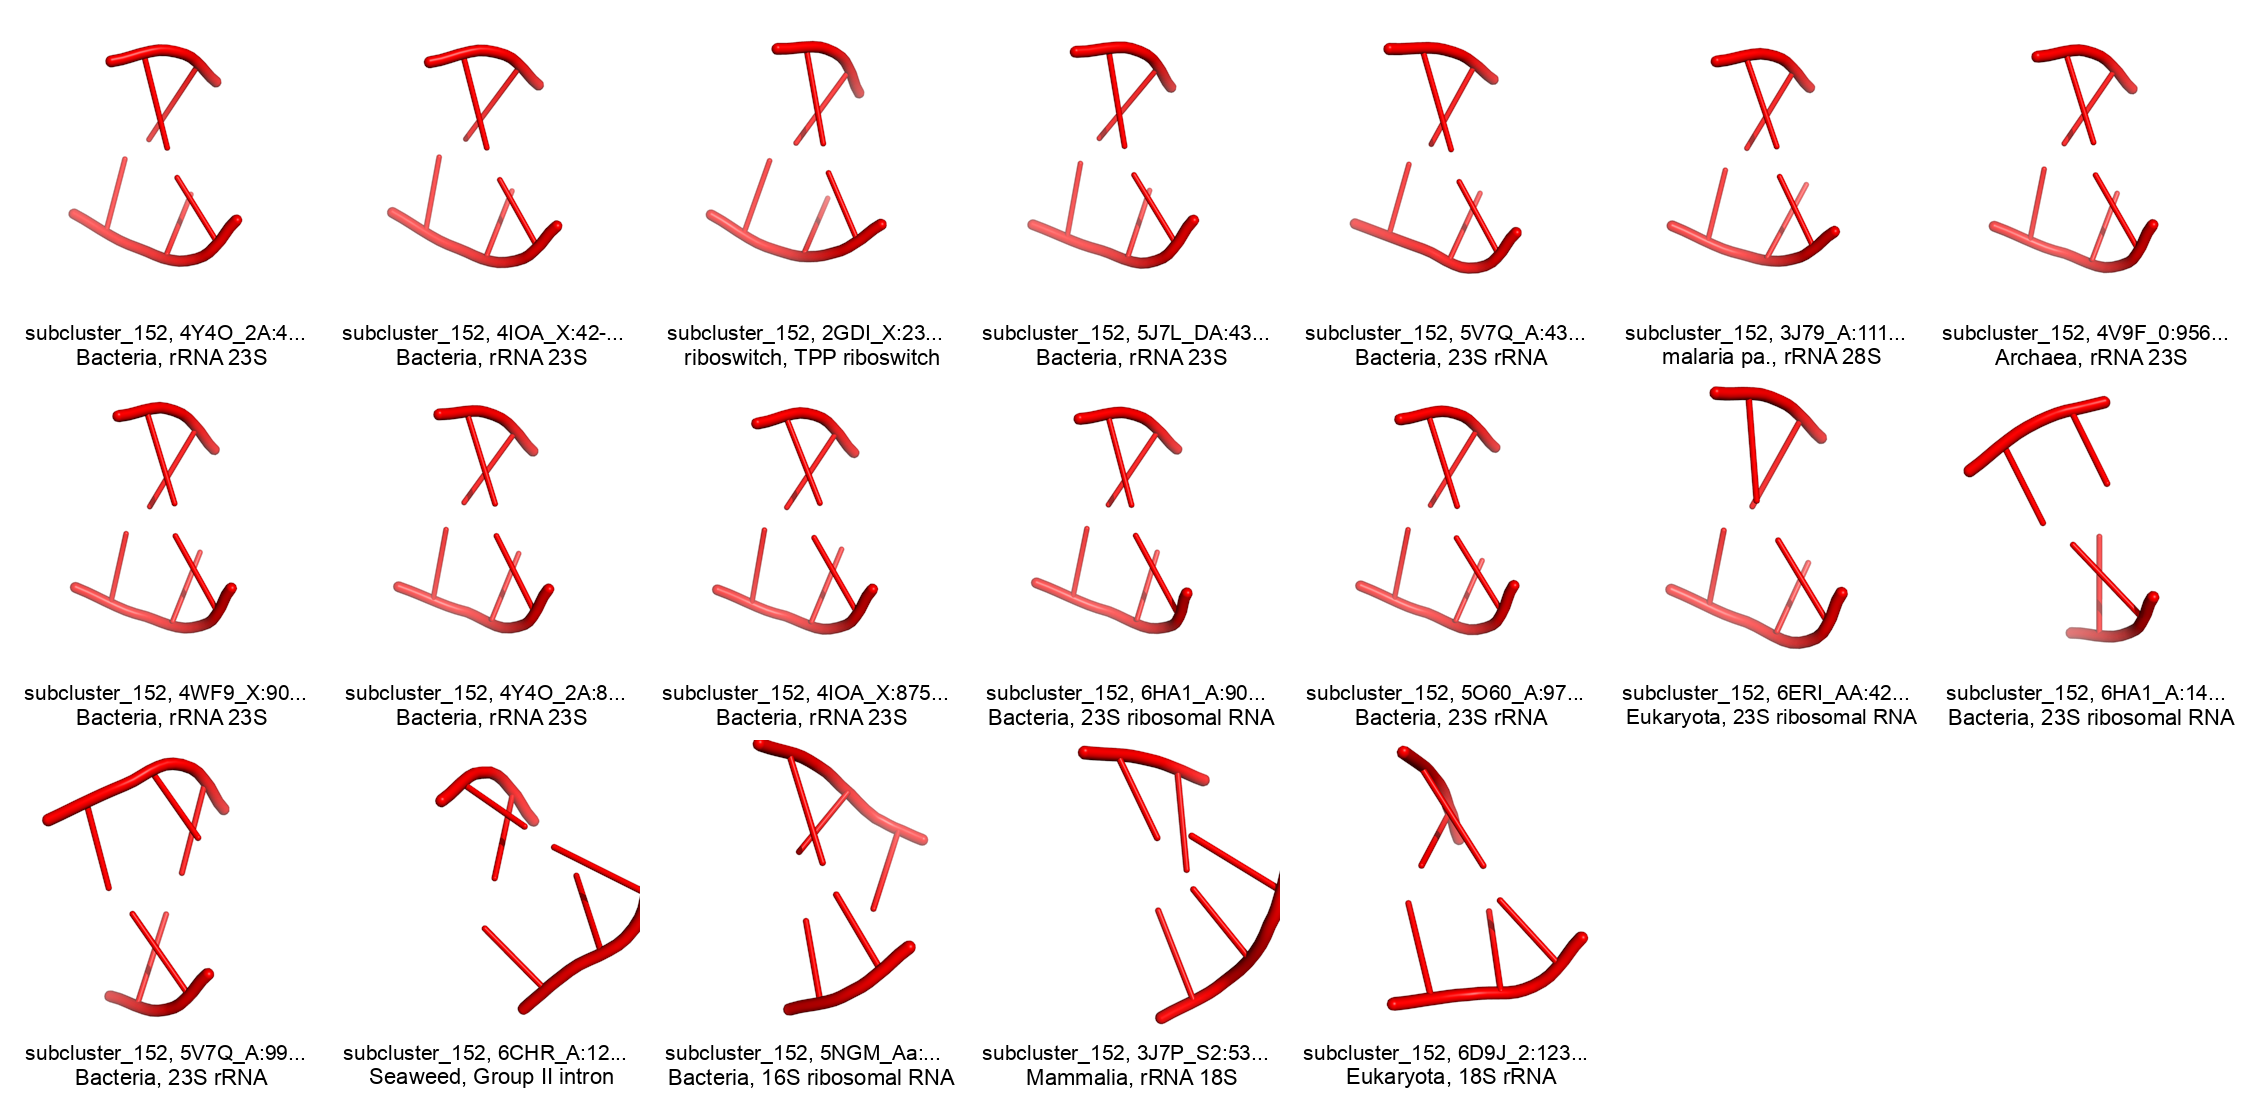 subcluster_152, 4Y4O_2A:4...
Bacteria, rRNA 23S
subcluster_152, 4IOA_X:42-...
Bacteria, rRNA 23S
subcluster_152, 2GDI_X:23...
riboswitch, TPP riboswitch
subcluster_152, 5J7L_DA:43...
Bacteria, rRNA 23S
subcluster_152, 5V7Q_A:43...
Bacteria, 23S rRNA
subcluster_152, 3J79_A:111...
malaria pa., rRNA 28S
subcluster_152, 4V9F_0:956...
Archaea, rRNA 23S
subcluster_152, 4WF9_X:90...
Bacteria, rRNA 23S
subcluster_152, 4Y4O_2A:8...
Bacteria, rRNA 23S
subcluster_152, 4IOA_X:875...
Bacteria, rRNA 23S
subcluster_152, 6HA1_A:90...
Bacteria, 23S ribosomal RNA
subcluster_152, 5O60_A:97...
Bacteria, 23S rRNA
subcluster_152, 6ERI_AA:42...
Eukaryota, 23S ribosomal RNA
subcluster_152, 6HA1_A:14...
Bacteria, 23S ribosomal RNA
subcluster_152, 5V7Q_A:99...
Bacteria, 23S rRNA
subcluster_152, 6CHR_A:12...
Seaweed, Group II intron
subcluster_152, 5NGM_Aa:...
Bacteria, 16S ribosomal RNA
subcluster_152, 3J7P_S2:53...
Mammalia, rRNA 18S
subcluster_152, 6D9J_2:123...
Eukaryota, 18S rRNA